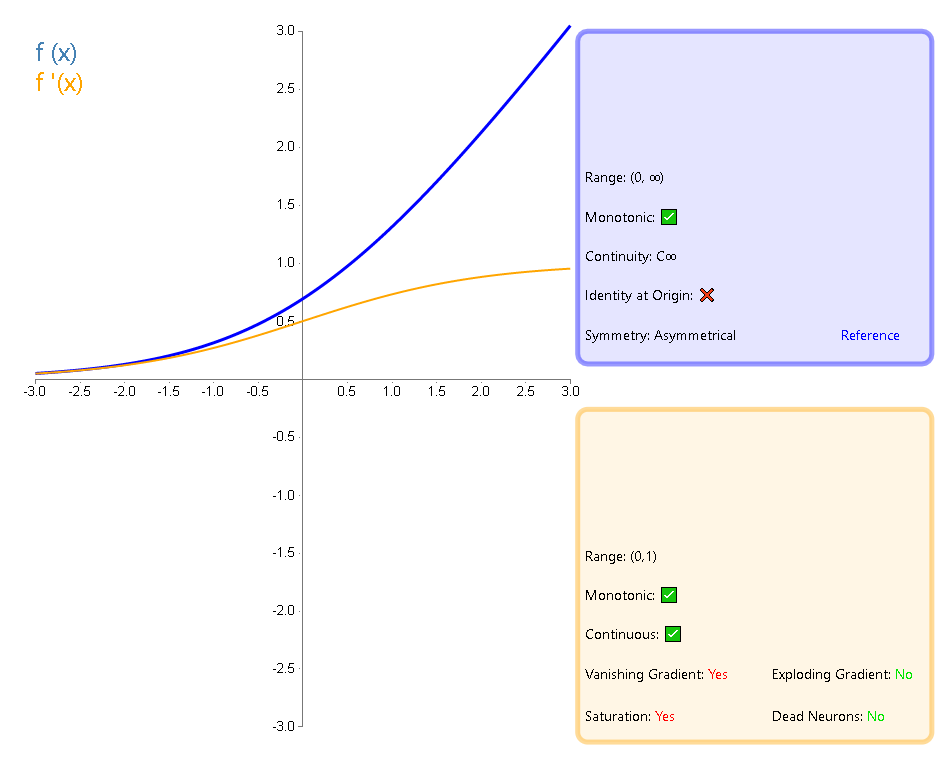 f (x)
f '(x)
3.0
2.5
2.0
1.5
1.0
0.5
-3.0 -2.5 -2.0 -1.5 -1.0 -0.5 0.5 1.0 1.5 2.0 2.5 3.0
-0.5
-1.0
-1.5
-2.0
-2.5
-3.0
Range: (0, ∞)
Monotonic: ✓
Continuity: C∞
Identity at Origin: ❌
Symmetry: Asymmetrical Reference
Range: (0,1)
Monotonic: ✓
Continuous: ✓
Vanishing Gradient: Yes Exploding Gradient: No
Saturation: Yes Dead Neurons: No